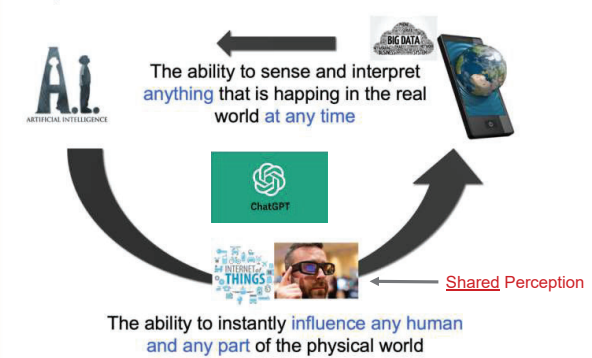 BIG DATA
The ability to sense and interpret
anything that is happing in the real
world at any time
A.I.
ARTIFICIAL INTELLIGENCE
ChatGPT
INTERNET of
THINGS
Shared Perception
The ability to instantly influence any human
and any part of the physical world